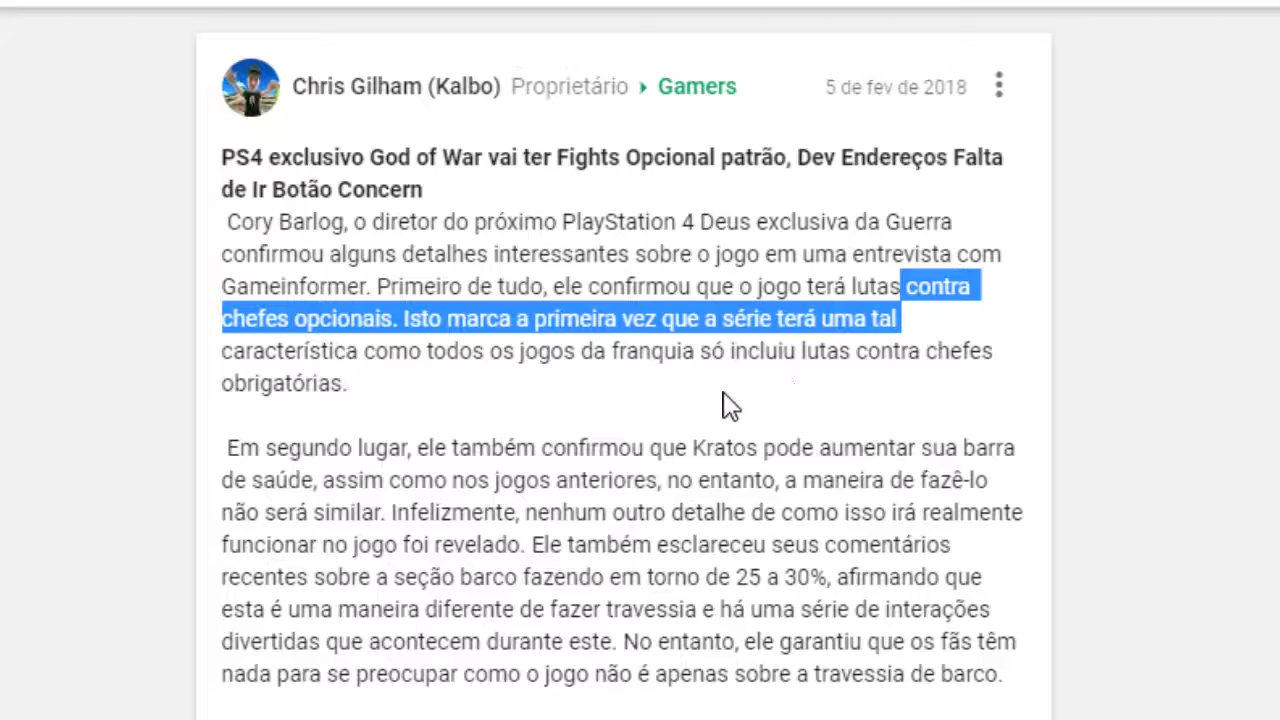 Chris Gilham (Kalbo) Proprietário Gamers 5 de fev de 2018
PS4 exclusivo God of War vai ter Fights Opcional patrão, Dev Endereços Falta
de Ir Botão Concern
Cory Barlog, o diretor do próximo PlayStation 4 Deus exclusiva da Guerra
confirmou alguns detalhes interessantes sobre o jogo em uma entrevista com
Gameinformer. Primeiro de tudo, ele confirmou que o jogo terá lutas contra
chefes opcionais. Isto marca a primeira vez que a série terá uma tal
característica como todos os jogos da franquia só incluiu lutas contra chefes
obrigatórias.
Em segundo lugar, ele também confirmou que Kratos pode aumentar sua barra
de saúde, assim como nos jogos anteriores, no entanto, a maneira de fazê-lo
não será similar. Infelizmente, nenhum outro detalhe de como isso irá realmente
funcionar no jogo foi revelado. Ele também esclareceu seus comentários
recentes sobre a seção barco fazendo em torno de 25 a 30%, afirmando que
esta é uma maneira diferente de fazer travessia e há uma série de interações
divertidas que acontecem durante este. No entanto, ele garantiu que os fãs têm
nada para se preocupar como o jogo não é apenas sobre a travessia de barco.